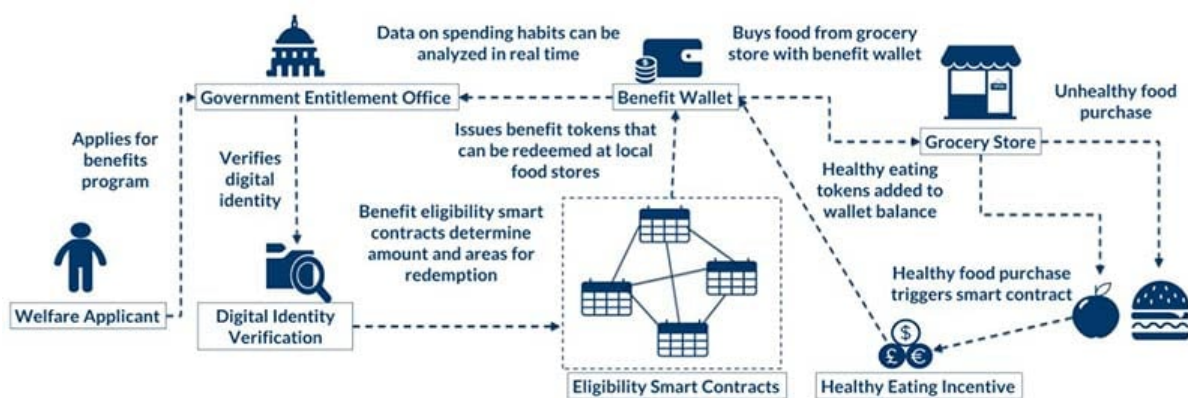 Data on spending habits can be
analyzed in real time
Buys food from grocery
store with benefit wallet
Government Entitlement Office
Benefit Wallet
OPEN
Unhealthy food
purchase
Applies for
benefits
program
Verifies
digital
identity
Issues benefit tokens that
can be redeemed at local
food stores
Grocery Store
Healthy eating
tokens added to
wallet balance
Benefit eligibility smart
contracts determine
amount and areas for
redemption
Healthy food purchase
triggers smart contract
Welfare Applicant
Digital Identity
Verification
$
£ €
Eligibility Smart Contracts
Healthy Eating Incentive